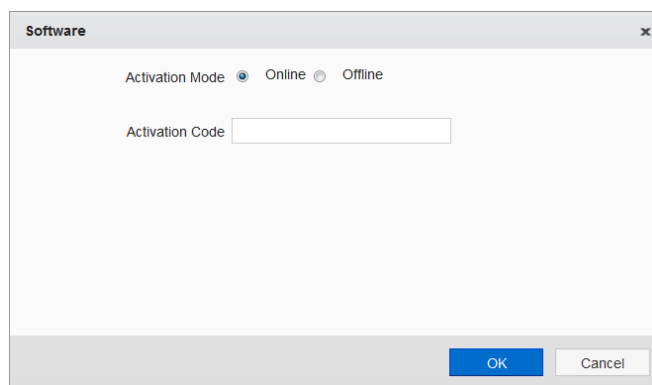 Software x
Activation Mode Online Offline
Activation Code
OK Cancel